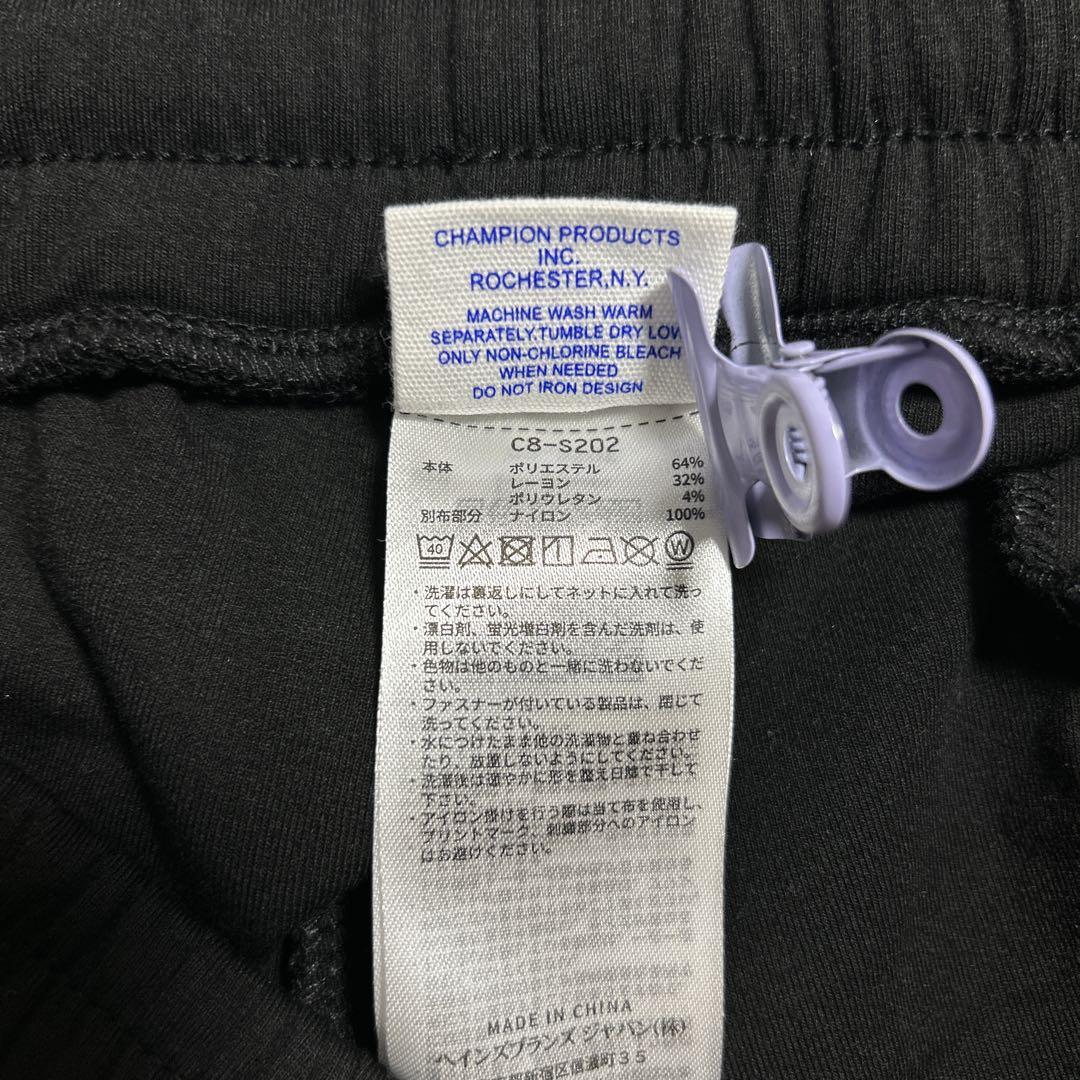 CHAMPION PRODUCTS
INC.
ROCHESTER,N.Y.
MACHINE WASH WARM
SEPARATELY.TUMBLE DRY LOW
ONLY NON-CHLORINE BLEACH
WHEN NEEDED
DO NOT IRON DESIGN
C8-S202
本体 ポリエステル 64%
レーヨン 32%
ポリウレタン 4%
別布部分 ナイロン 100%
40 W
・洗濯は裏返しにしてネットに入れて洗っ
てください。
・漂白剤、蛍光増白剤を含んだ洗剤は、使
用しないでください。
・色物は他のものと一緒に洗わないでくだ
さい。
・ファスナーが付いている製品は、閉じて
洗ってください。
・水につけたまま他の洗濯物と重ね合わせ
たり、放置しないようにしてください。
・洗濯後は速やかに形を整え日陰で干して
下さい。
・アイロン掛けを行う際は当て布を使用し、
プリントマーク、刺繍部分へのアイロン
はお避けください。
MADE IN CHINA
ヘインズブランズ ジャパン(株)
京都新宿区信濃町35